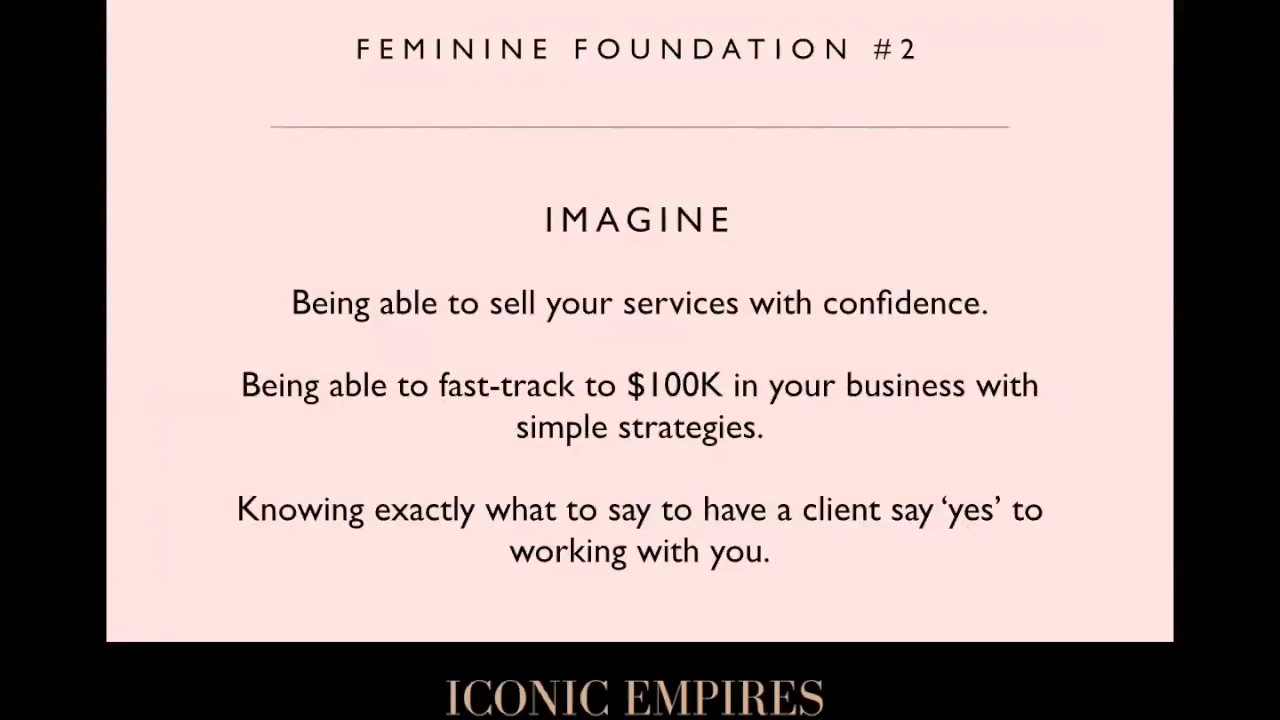 FEMININE FOUNDATION #2
IMAGINE
Being able to sell your services with confidence.
Being able to fast-track to $100K in your business with
simple strategies.
Knowing exactly what to say to have a client say ‘yes’ to
working with you.
ICONIC EMPIRES